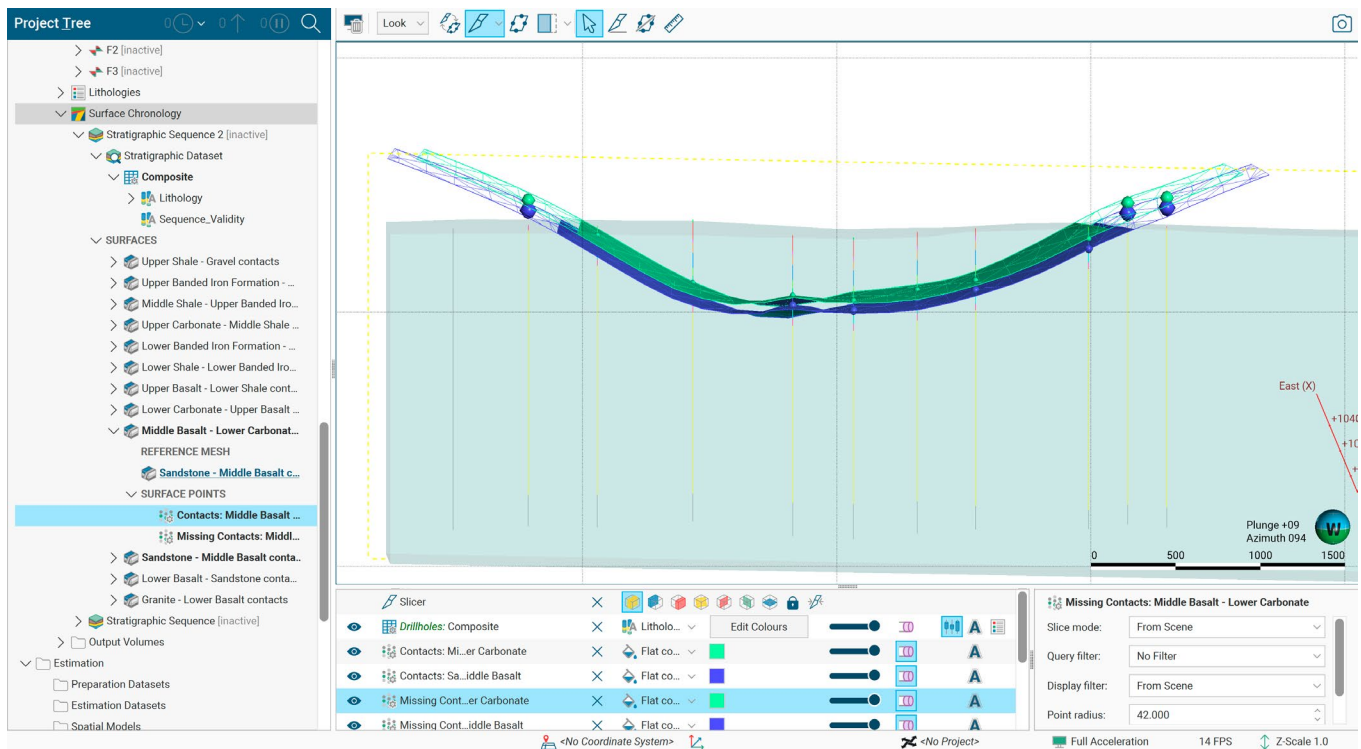 Project Tree
0
0
0
Look
F2 [inactive]
F3 [inactive]
Lithologies
Surface Chronology
Stratigraphic Sequence 2 [inactive]
Stratigraphic Dataset
Composite
Lithology
Sequence_Validity
SURFACES
Upper Shale - Gravel contacts
Upper Banded Iron Formation - ...
Middle Shale - Upper Banded Iro...
Upper Carbonate - Middle Shale ...
Lower Banded Iron Formation - ...
Lower Shale - Lower Banded Iro...
Upper Basalt - Lower Shale cont...
Lower Carbonate - Upper Basalt ...
Middle Basalt - Lower Carbonat...
REFERENCE MESH
Sandstone - Middle Basalt c...
SURFACE POINTS
Contacts: Middle Basalt ...
Missing Contacts: Middl...
Sandstone - Middle Basalt conta..
Lower Basalt - Sandstone conta...
Granite - Lower Basalt contacts
Stratigraphic Sequence [inactive]
Output Volumes
Estimation
Preparation Datasets
Estimation Datasets
Spatial Models
East (X)
+1040
+10
Plunge +09
Azimuth 094
W
0 500 1000 1500
Slicer
Drillholes: Composite Litholo... Edit Colours A
Contacts: Mi...er Carbonate Flat co... A
Contacts: Sa...iddle Basalt Flat co... A
Missing Cont...er Carbonate Flat co... A
Missing Cont...iddle Basalt Flat co... A
Missing Contacts: Middle Basalt - Lower Carbonate
Slice mode: From Scene
Query filter: No Filter
Display filter: From Scene
Point radius: 42.000
<No Coordinate System> <No Project> Full Acceleration 14 FPS Z-Scale 1.0